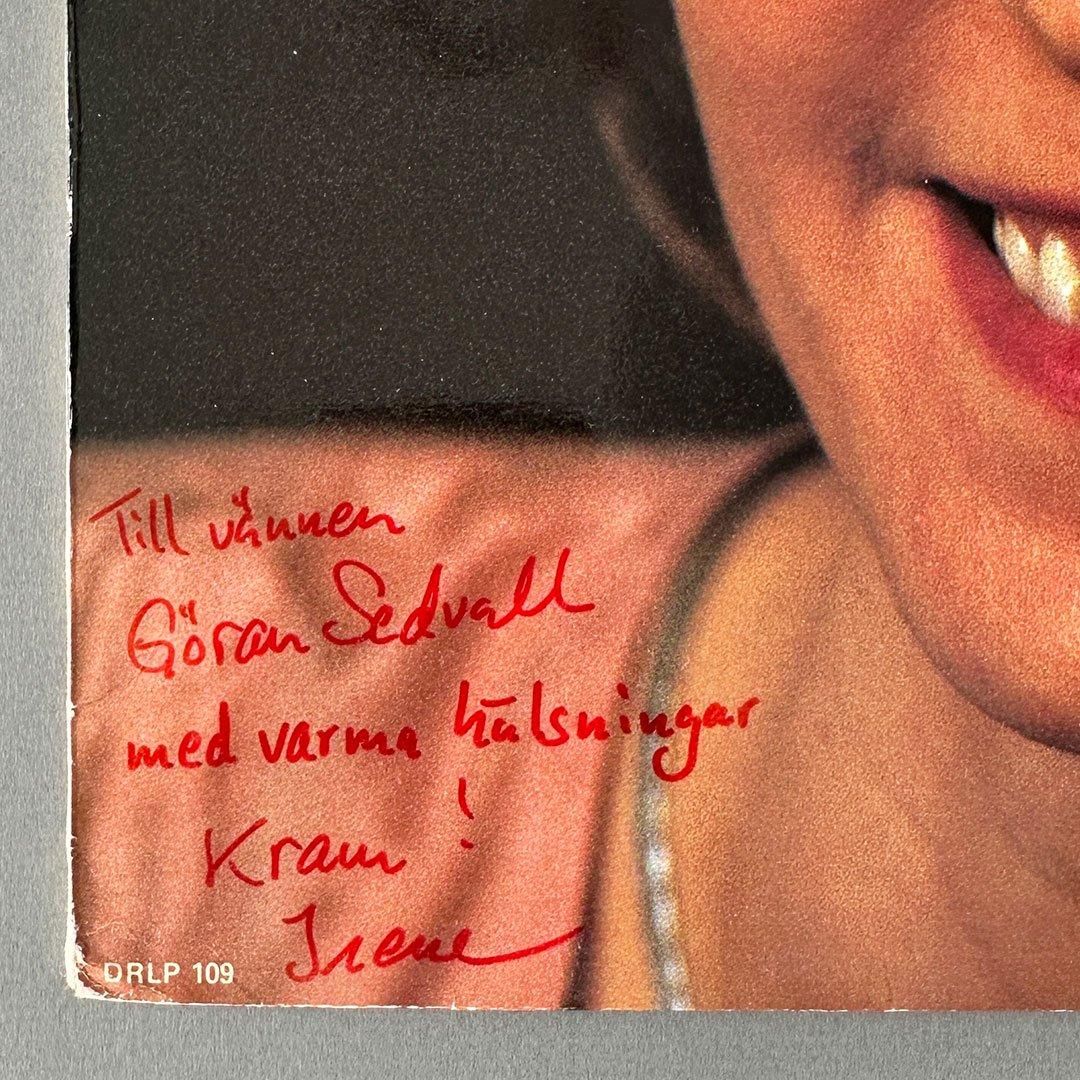 Till vännen
Göran Sedvall
med varma hälsningar
Kram!
Irene
DRLP 109